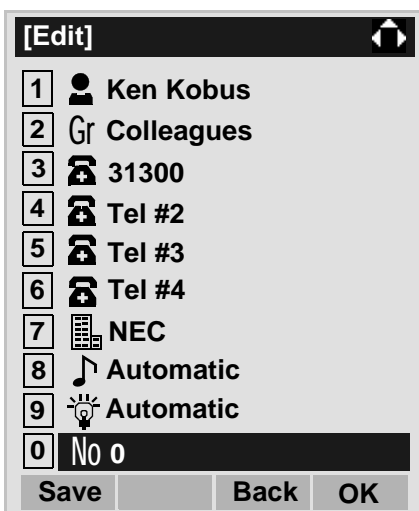 [Edit]
1 Ken Kobus
2 Gr Colleagues
3 31300
4 Tel #2
5 Tel #3
6 Tel #4
7 NEC
8 Automatic
9 Automatic
0 No o
Save Back OK